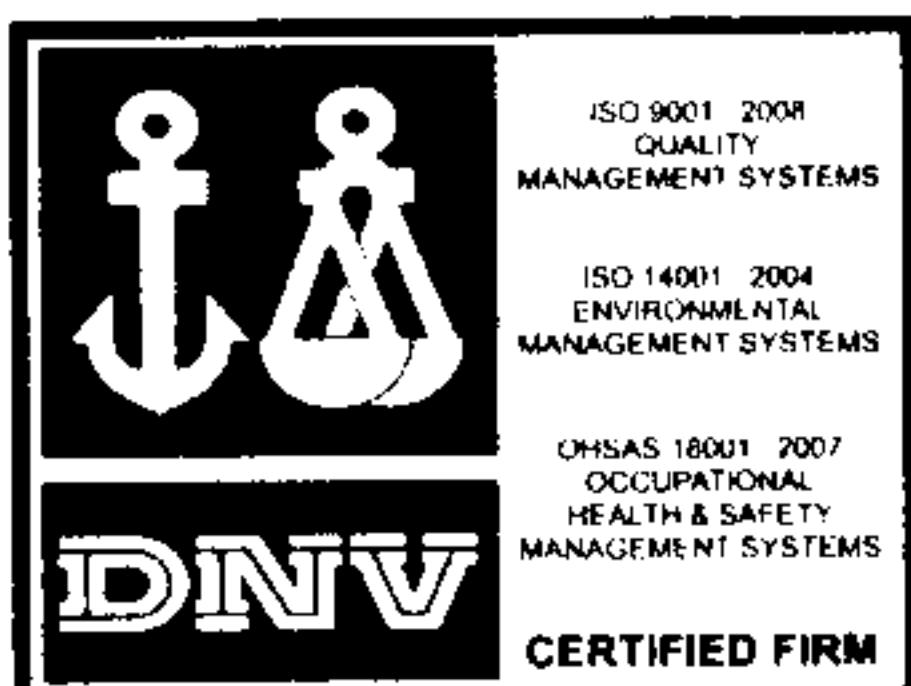 ISO 9001 2008
QUALITY
MANAGEMENT SYSTEMS
ISO 14001 2004
ENVIRONMENTAL
MANAGEMENT SYSTEMS
OHSAS 18001 2007
OCCUPATIONAL
HEALTH & SAFETY
MANAGEMENT SYSTEMS
DNV
CERTIFIED FIRM